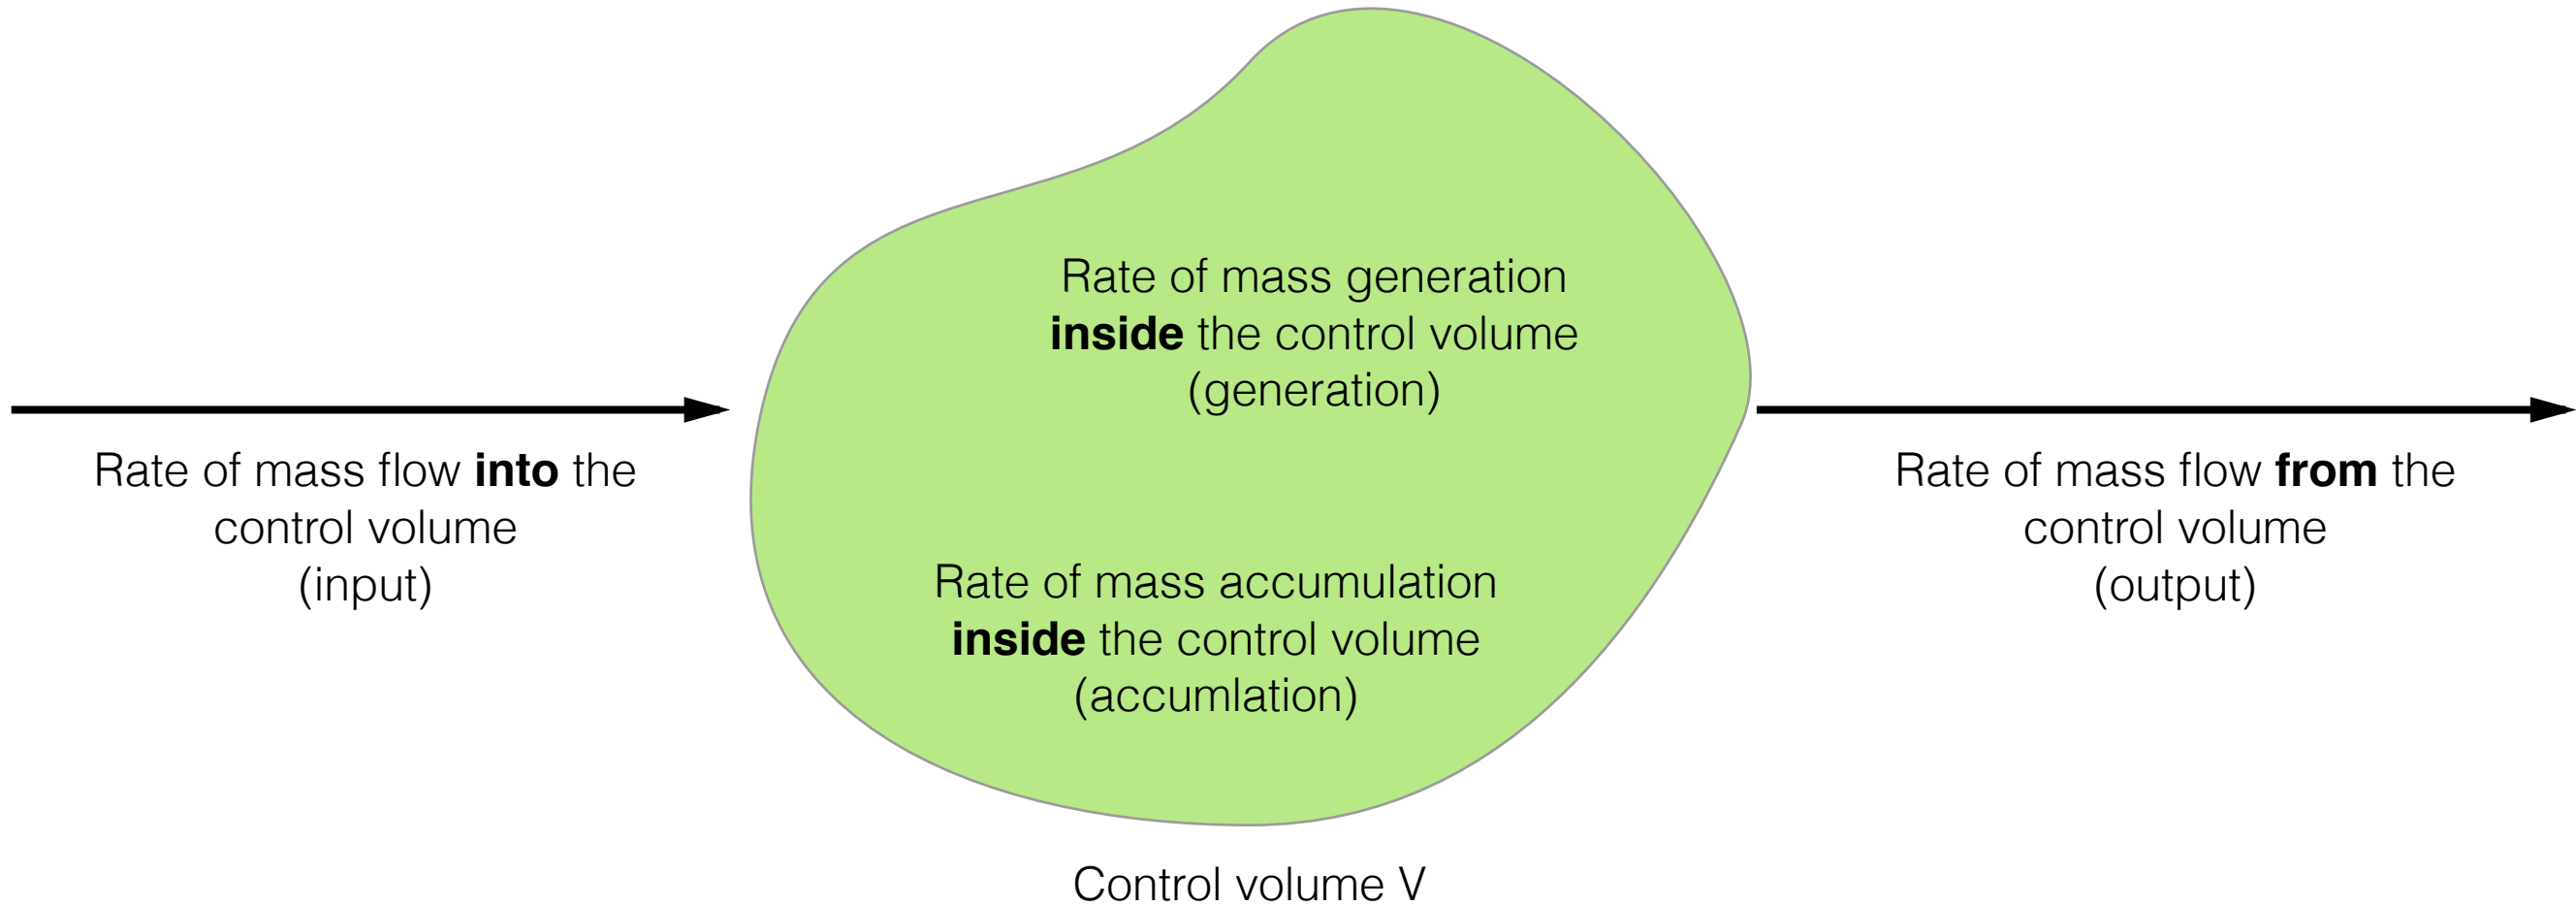 Rate of mass generation
inside the control volume
(generation)
Rate of mass flow into the
control volume
(input)
Rate of mass flow from the
control volume
(output)
Rate of mass accumulation
inside the control volume
(accumlation)
Control volume V